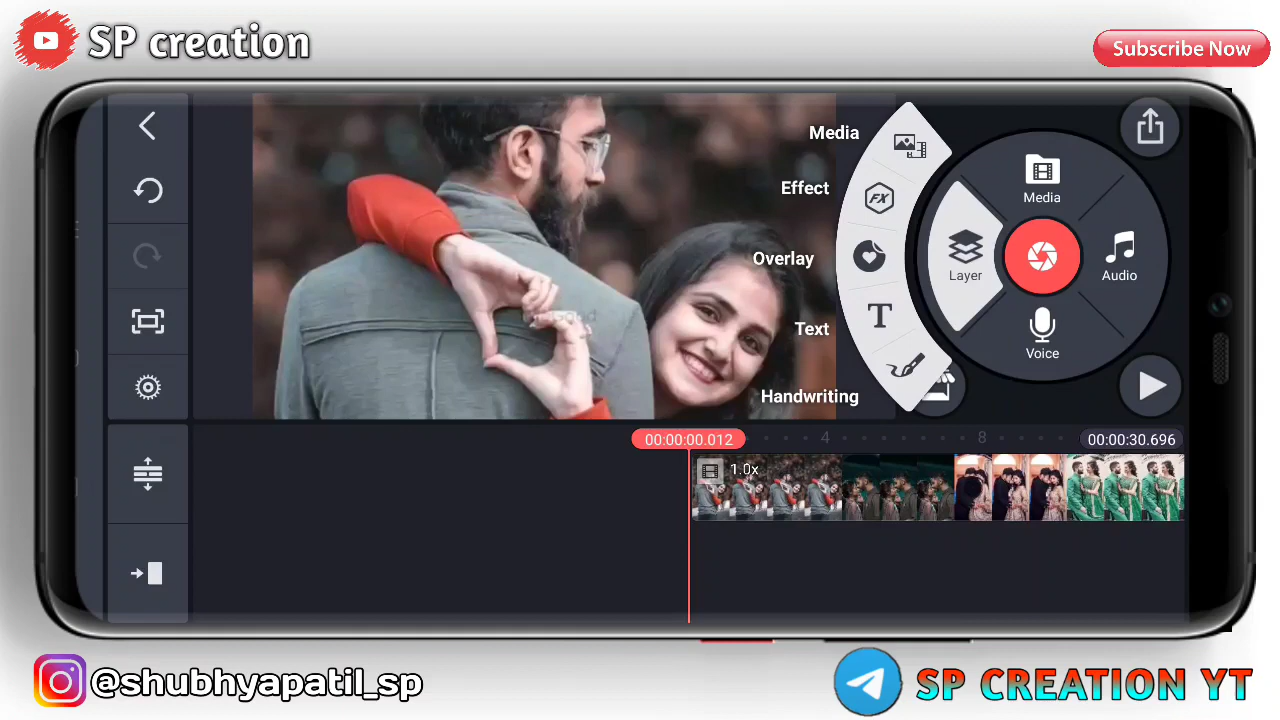 SP creation
Subscribe Now
Media
Effect
FX
Overlay
T
Text
Handwriting
Media
Layer
Audio
Voice
00:00:00.012
4
8
00:00:30.696
1.0x
@shubhyapatil_sp
SP CREATION YT